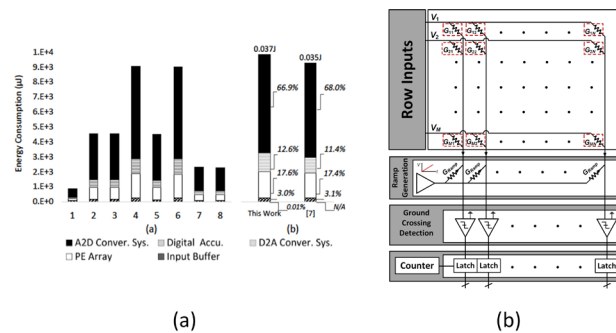 0.037J
0.035J
1.E+4
9.E+3
8.E+3
7.E+3
6.E+3
5.E+3
4.E+3
3.E+3
2.E+3
1.E+3
0.E+0
Energy Consumption (μJ)
66.9%
68.0%
12.6%
11.4%
17.6%
17.4%
3.0%
3.1%
0.01%
N/A
1 2 3 4 5 6 7 8
This Work
[7]
(a)
(b)
A2D Conver. Sys.
Digital Accu.
D2A Conver. Sys.
PE Array
Input Buffer
(a)
Row Inputs
V1
V2
VM
Ramp Generation
Gramp
Gramp
Gramp
Ground Crossing Detection
Counter
Latch
Latch
Latch
(b)